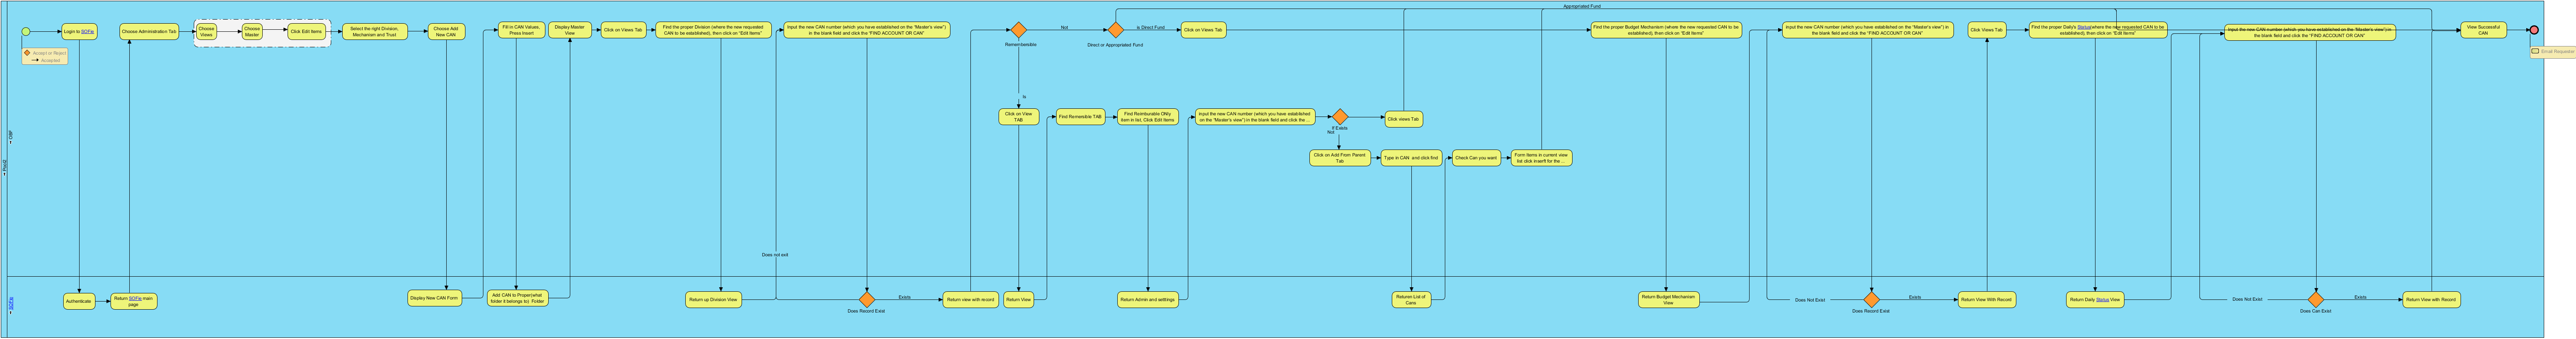 Pool2
OBF
SOFie
Login to SOFie
Accept or Reject
Accepted
Choose Administration Tab
Choose
Views
Choose
Master
Click Edit Items
Select the right Division,
Mechanism and Trust
Choose Add
New CAN
Fill in CAN Values,
Press Insert
Display Master
View
Click on Views Tab
Find the proper Division (where the new requested
CAN to be established), then click on "Edit Items"
Input the new CAN number (which you have established on the "Master's view")
in the blank field and click the "FIND ACCOUNT OR CAN"
Rememberdible
Not
Direct or Appropriated Fund
is Direct Fund
Click on Views Tab
Appropriated Fund
Find the proper Budget Mechanism (where ths new requested CAN to be
established), then click on "Edit Items"
Input the new CAN number (which you have established on the "Master's view") in
the blank field and click the "FIND ACCOUNT OR CAN"
Click Views Tab
Find the proper Daily's Status(where the new requested CAN to be
established), then click on "Edit Items"
Input the new CAN number (which you have established on the "Master's view") in
the blank field and click the "FIND ACCOUNT OR CAN"
View Successful
CAN
Email Requester
Is
Click on View
TAB
Find Remendible TAB
Find Reimburable ONLY
item in list, Click Edit Items
Input the new CAN number (which you have established
on the "Master's view") in the blank field and click the ...
If Exists
Not
Click views Tab
Click on Add From Parent
Tab
Type in CAN and click find
Check Can you want
Form Items in current view
list click insert for the ...
Does not exit
Authenticate
Return SOFie main
page
Display New CAN Form
Add CAN to Proper(what
folder it belongs to) Folder
Return up Division View
Does Record Exist
Exists
Return view with record
Return View
Return Admin and settings
Returen List of
Cans
Return Budget Mechanism
View
Does Not Exist
Does Record Exist
Exists
Return View With Record
Return Daily Status View
Does Not Exist
Does Can Exist
Exists
Return View with Record